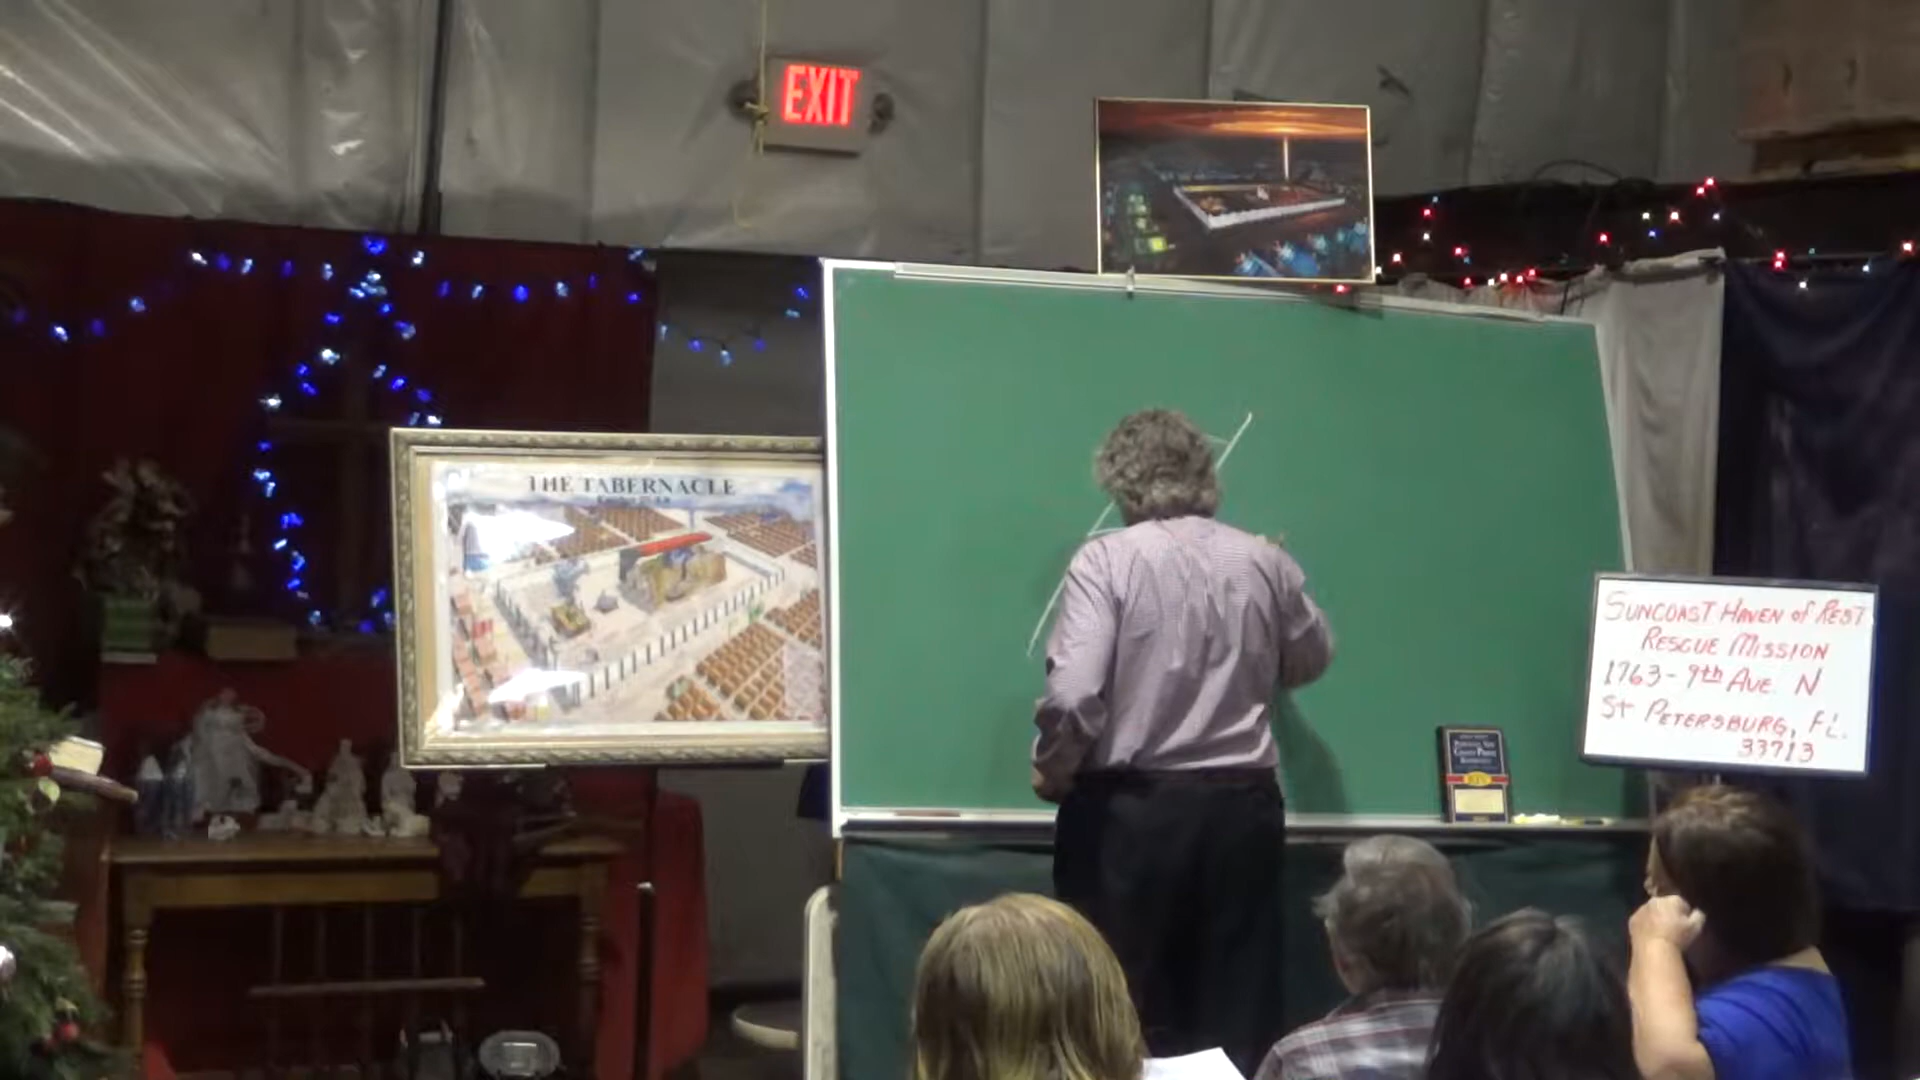 EXIT
THE TABERNACLE
SUNCOAST HAVEN of REST
RESCUE MISSION
1763-9th AVE N
St PETERSBURG, FL.
33713